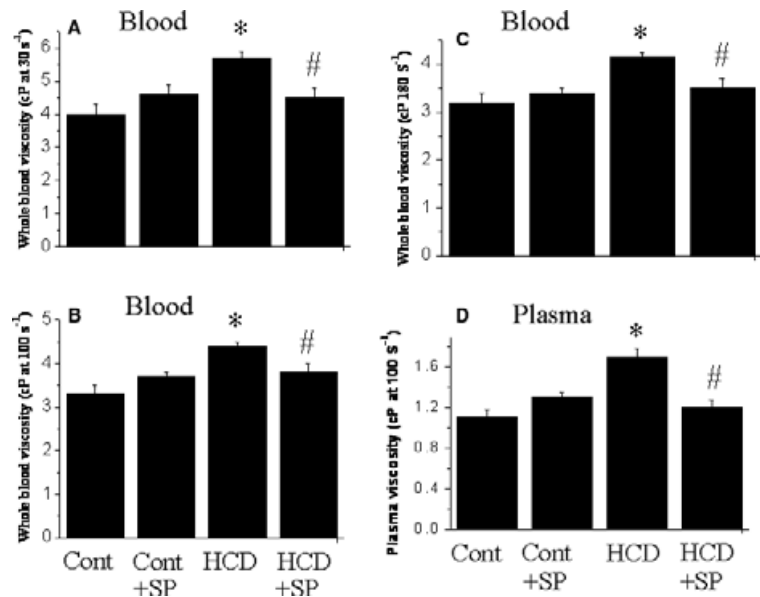 A Blood
*
#
Whole blood viscosity (cP at 30 s⁻¹)
6
5
4
3
2
1
0
C Blood
*
#
Whole blood viscosity (cP 180 S⁻¹)
4
3
2
1
0
B Blood
*
#
Whole blood viscosity (cP at 100 s⁻¹)
5
4
3
2
1
0
Cont Cont HCD HCD
+SP +SP
D Plasma
*
#
Plasma viscosity (cP at 100 S⁻¹)
1.6
1.2
0.8
0.4
0.0
Cont Cont HCD HCD
+SP +SP